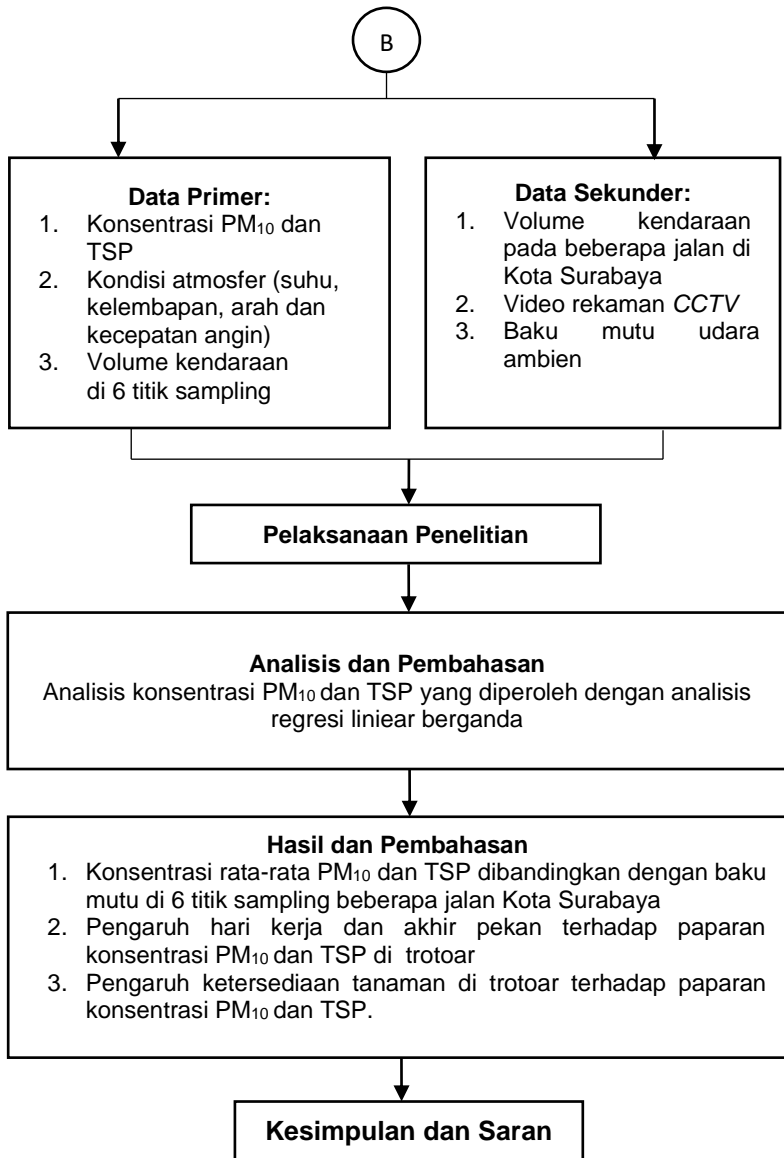 B
Data Primer:
1. Konsentrasi PM₁₀ dan
TSP
2. Kondisi atmosfer (suhu,
kelembapan, arah dan
kecepatan angin)
3. Volume kendaraan
di 6 titik sampling
Data Sekunder:
1. Volume kendaraan
pada beberapa jalan di
Kota Surabaya
2. Video rekaman CCTV
3. Baku mutu udara
ambien
Pelaksanaan Penelitian
Analisis dan Pembahasan
Analisis konsentrasi PM₁₀ dan TSP yang diperoleh dengan analisis
regresi liniear berganda
Hasil dan Pembahasan
1. Konsentrasi rata-rata PM₁₀ dan TSP dibandingkan dengan baku
mutu di 6 titik sampling beberapa jalan Kota Surabaya
2. Pengaruh hari kerja dan akhir pekan terhadap paparan
konsentrasi PM₁₀ dan TSP di trotoar
3. Pengaruh ketersediaan tanaman di trotoar terhadap paparan
konsentrasi PM₁₀ dan TSP.
Kesimpulan dan Saran